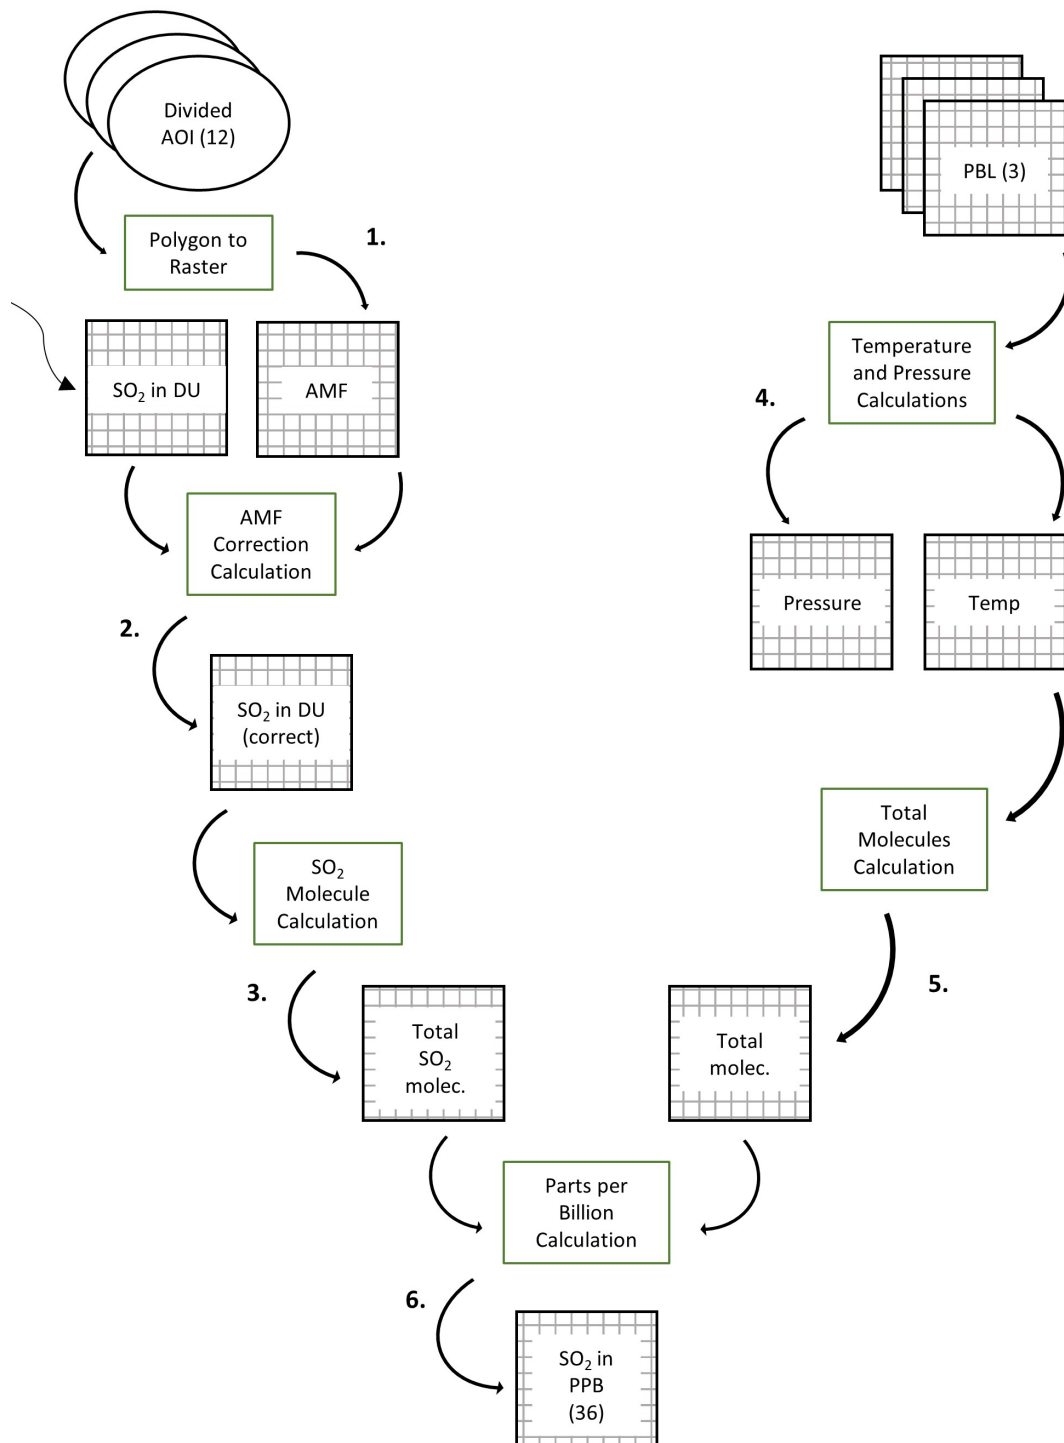 Divided
AOI (12)
PBL (3)
Polygon to
Raster
1.
SO₂ in DU
AMF
Temperature
and Pressure
Calculations
4.
AMF
Correction
Calculation
Pressure
Temp
2.
SO₂ in DU
(correct)
Total
Molecules
Calculation
SO₂
Molecule
Calculation
3.
5.
Total
SO₂
molec.
Total
molec.
Parts per
Billion
Calculation
6.
SO₂ in
PPB
(36)